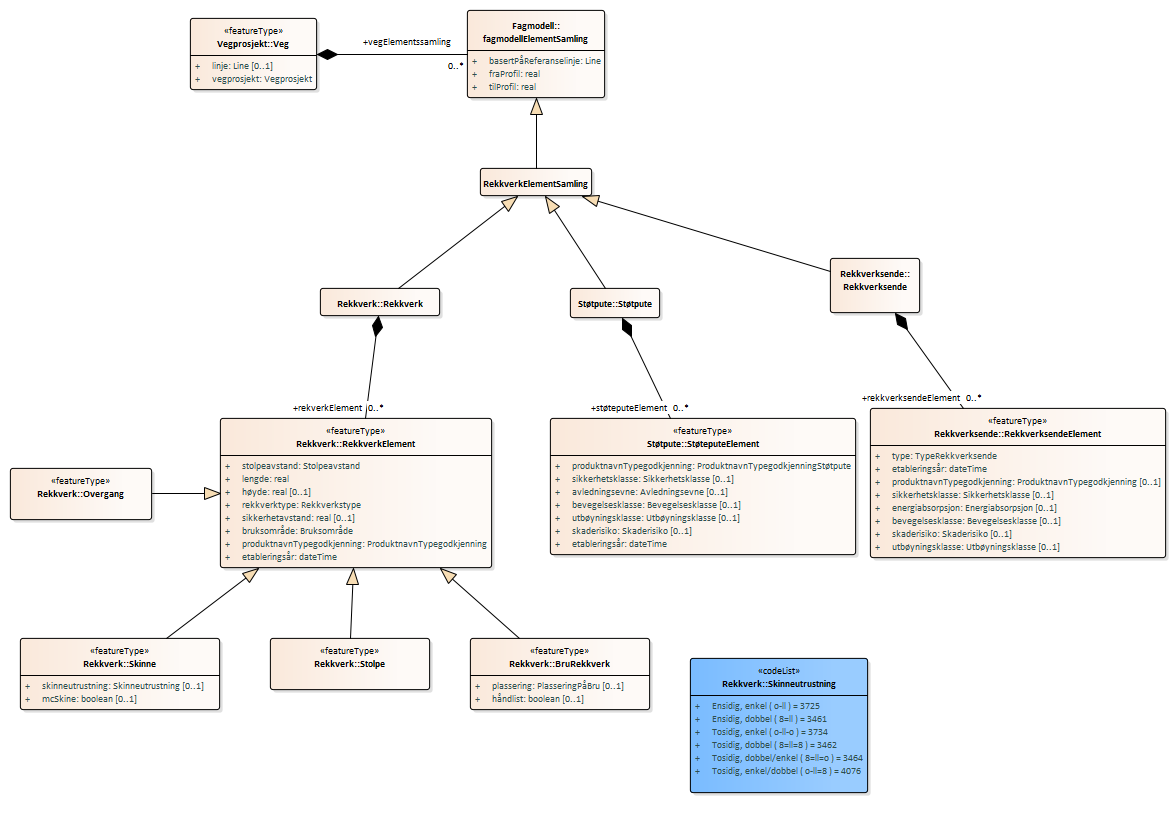 «featureType»
Vegprosjekt::Veg
+ linje: Line [0..1]
+ vegprosjekt: Vegprosjekt
+vegElementssamling
0..*
Fagmodell::
fagmodellElementSamling
+ basertPåReferanselinje: Line
+ fraProfil: real
+ tilProfil: real
RekkverkElementSamling
Rekkverk::Rekkverk
Støtpute::Støtpute
Rekkverksende::
Rekkverksende
+rekverkElement 0..*
+støteputeElement 0..*
+rekkverksendeElement 0..*
«featureType»
Rekkverk::Overgang
«featureType»
Rekkverk::RekkverkElement
+ stolpeavstand: Stolpeavstand
+ lengde: real
+ høyde: real [0..1]
+ rekkverktype: Rekkverkstype
+ sikkerhetavstand: real [0..1]
+ bruksområde: Bruksområde
+ produktnavnTypegodkjenning: ProduktnavnTypegodkjenning
+ etableringsår: dateTime
«featureType»
Støtpute::StøteputeElement
+ produktnavnTypegodkjenning: ProduktnavnTypegodkjenningStøtpute
+ sikkerhetsklasse: Sikkerhetsklasse [0..1]
+ avledningsevne: Avledningsevne [0..1]
+ bevegelsesklasse: Bevegelsesklasse [0..1]
+ utbøyningsklasse: Utbøyningsklasse [0..1]
+ skaderisiko: Skaderisiko [0..1]
+ etableringsår: dateTime
«featureType»
Rekkverksende::RekkverksendeElement
+ type: TypeRekkverksende
+ etableringsår: dateTime
+ produktnavnTypegodkjenning: ProduktnavnTypegodkjenning [0..1]
+ sikkerhetsklasse: Sikkerhetsklasse [0..1]
+ energiabsorpsjon: Energiabsorpsjon [0..1]
+ bevegelsesklasse: Bevegelsesklasse [0..1]
+ skaderisiko: Skaderisiko [0..1]
+ utbøyningsklasse: Utbøyningsklasse [0..1]
«featureType»
Rekkverk::Skinne
+ skinneutrustning: Skinneutrustning [0..1]
+ mcSkine: boolean [0..1]
«featureType»
Rekkverk::Stolpe
«featureType»
Rekkverk::BruRekkverk
+ plassering: PlasseringPåBru [0..1]
+ håndlist: boolean [0..1]
«codeList»
Rekkverk::Skinneutrustning
+ Ensidig, enkel ( o-ll ) = 3725
+ Ensidig, dobbel ( 8=ll ) = 3461
+ Tosidig, enkel ( o-ll-o ) = 3734
+ Tosidig, dobbel ( 8=ll=8 ) = 3462
+ Tosidig, dobbel/enkel ( 8=ll=o ) = 3464
+ Tosidig, enkel/dobbel ( o-ll=8 ) = 4076